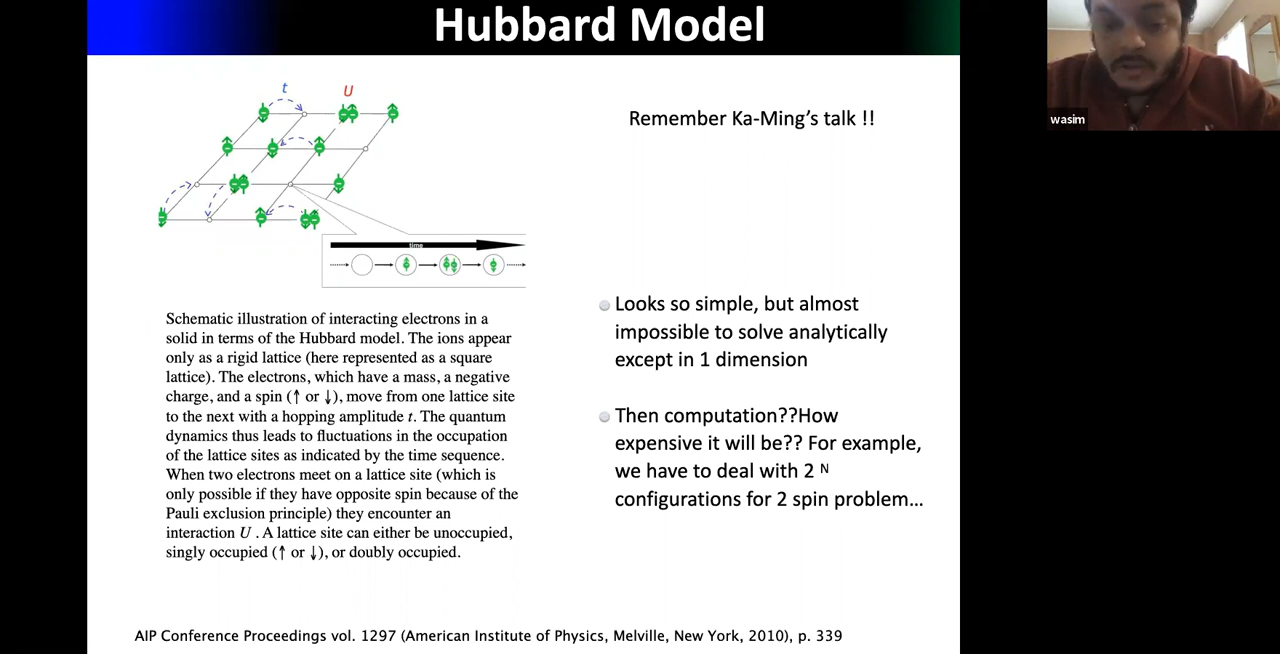 Hubbard Model
t
U
time
Remember Ka-Ming's talk !!
Schematic illustration of interacting electrons in a
solid in terms of the Hubbard model. The ions appear
only as a rigid lattice (here represented as a square
lattice). The electrons, which have a mass, a negative
charge, and a spin (↑ or ↓), move from one lattice site
to the next with a hopping amplitude t. The quantum
dynamics thus leads to fluctuations in the occupation
of the lattice sites as indicated by the time sequence.
When two electrons meet on a lattice site (which is
only possible if they have opposite spin because of the
Pauli exclusion principle) they encounter an
interaction U . A lattice site can either be unoccupied,
singly occupied (↑ or ↓), or doubly occupied.
Looks so simple, but almost
impossible to solve analytically
except in 1 dimension
Then computation??How
expensive it will be?? For example,
we have to deal with 2 ᴺ
configurations for 2 spin problem...
AIP Conference Proceedings vol. 1297 (American Institute of Physics, Melville, New York, 2010), p. 339
wasim